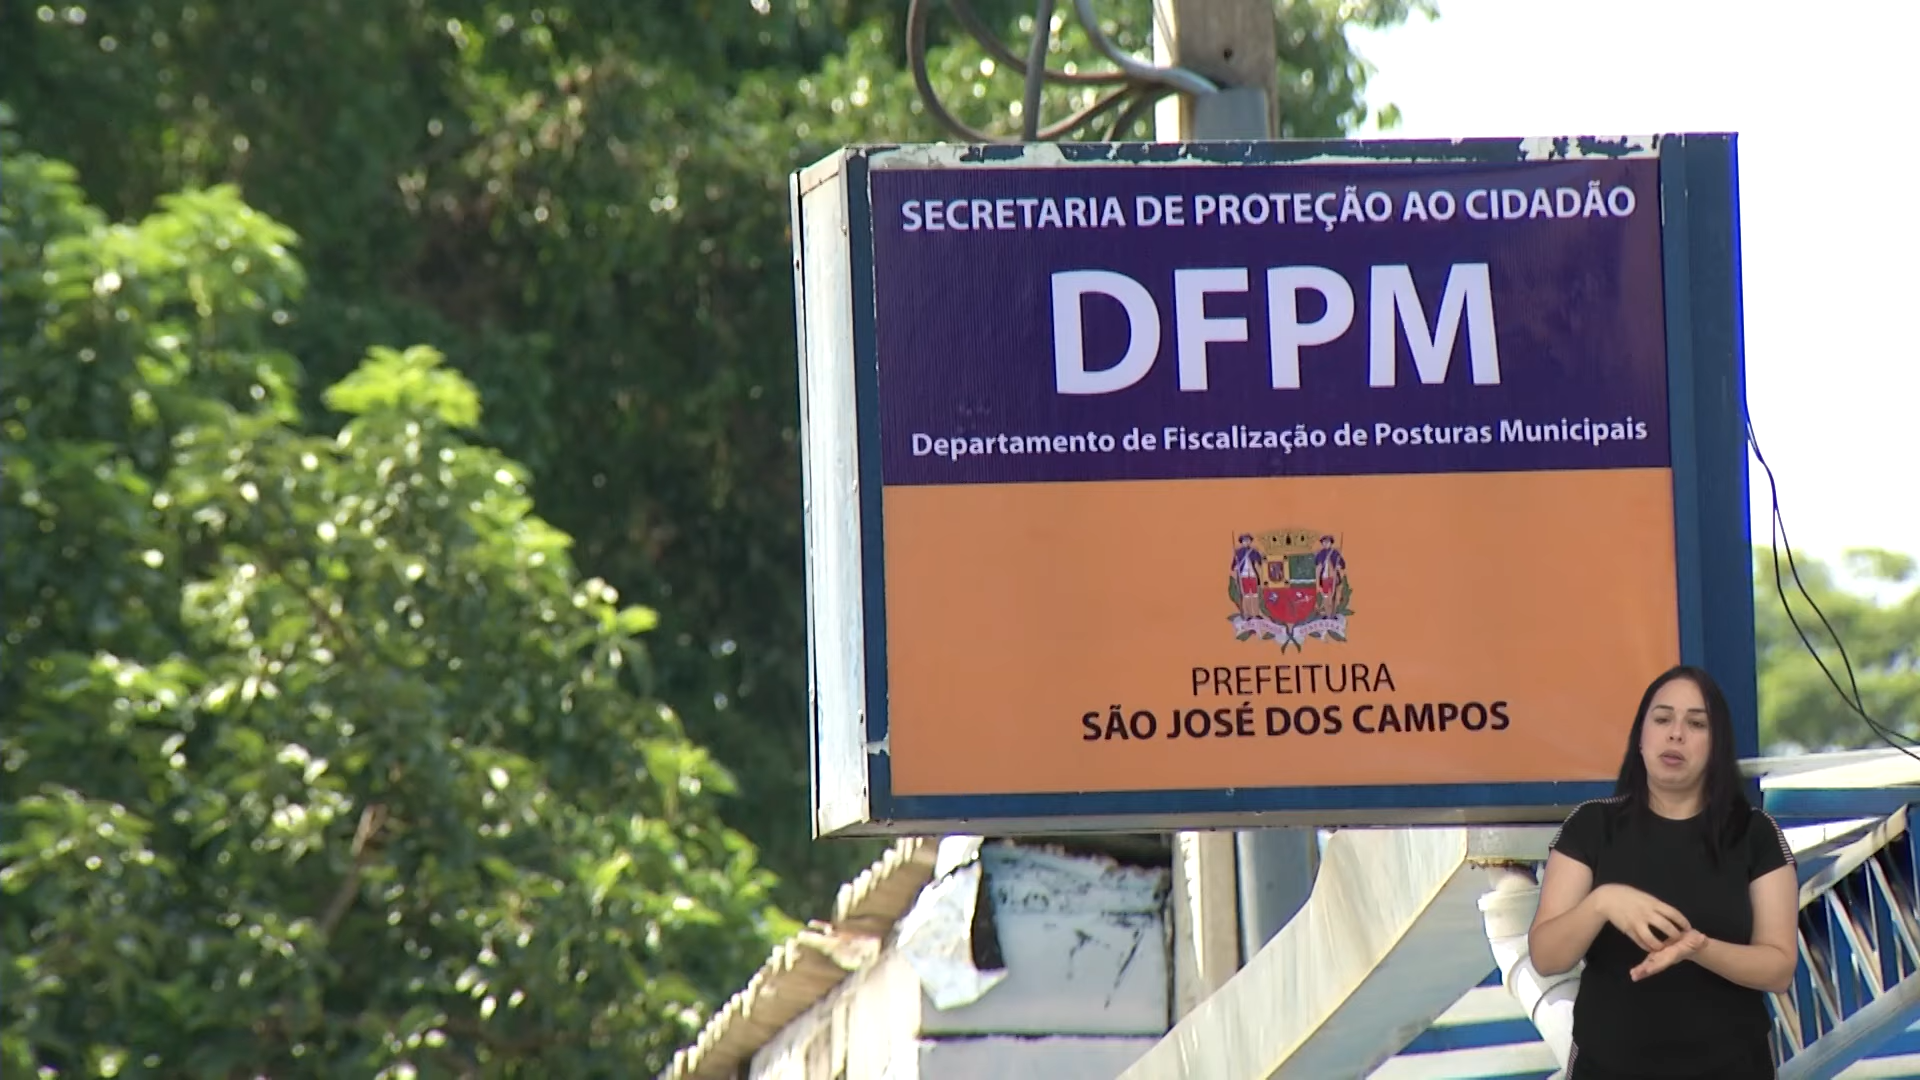 SECRETARIA DE PROTEÇÃO AO CIDADÃO
DFPM
Departamento de Fiscalização de Posturas Municipais
PREFEITURA
SÃO JOSÉ DOS CAMPOS